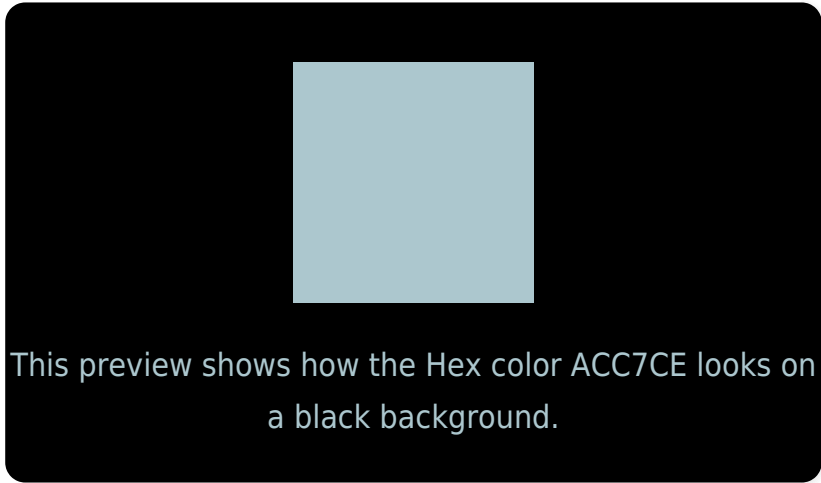 This preview shows how the Hex color ACC7CE looks on
a black background.